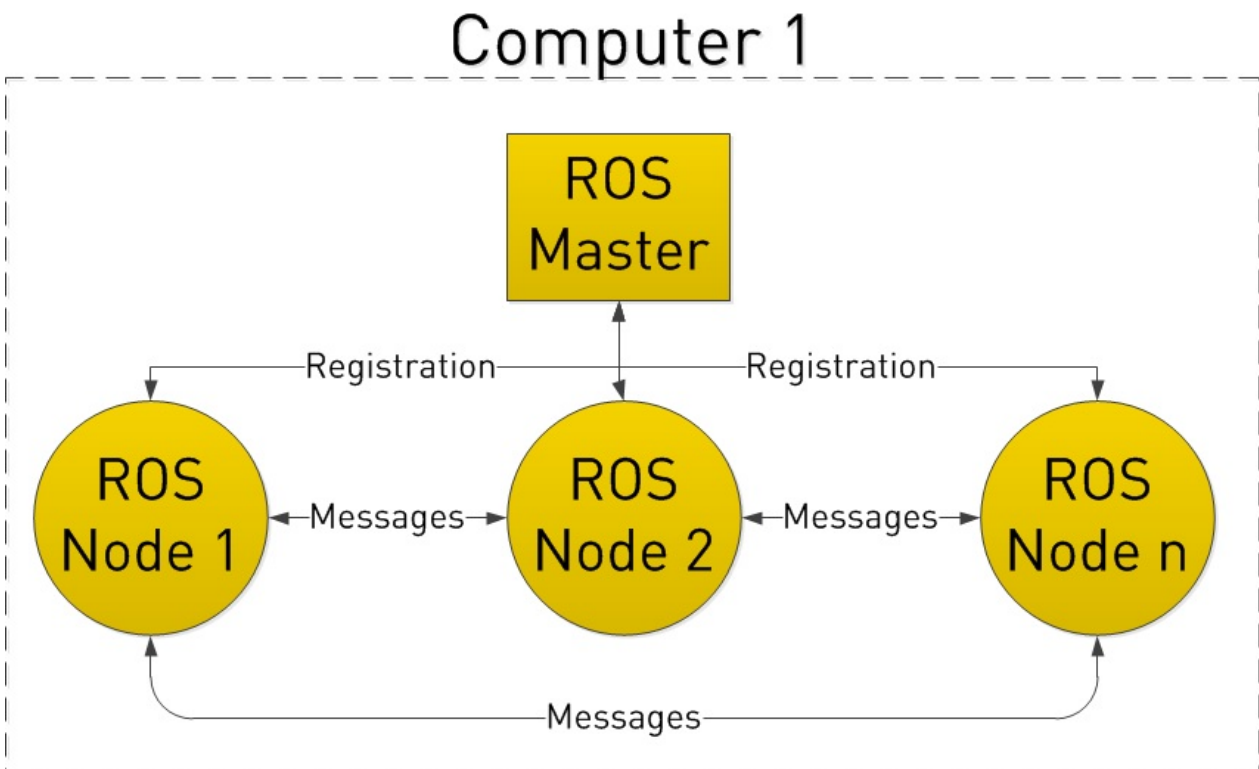 Computer 1
ROS
Master
Registration
Registration
ROS
Node 1
Messages
ROS
Node 2
Messages
ROS
Node n
Messages